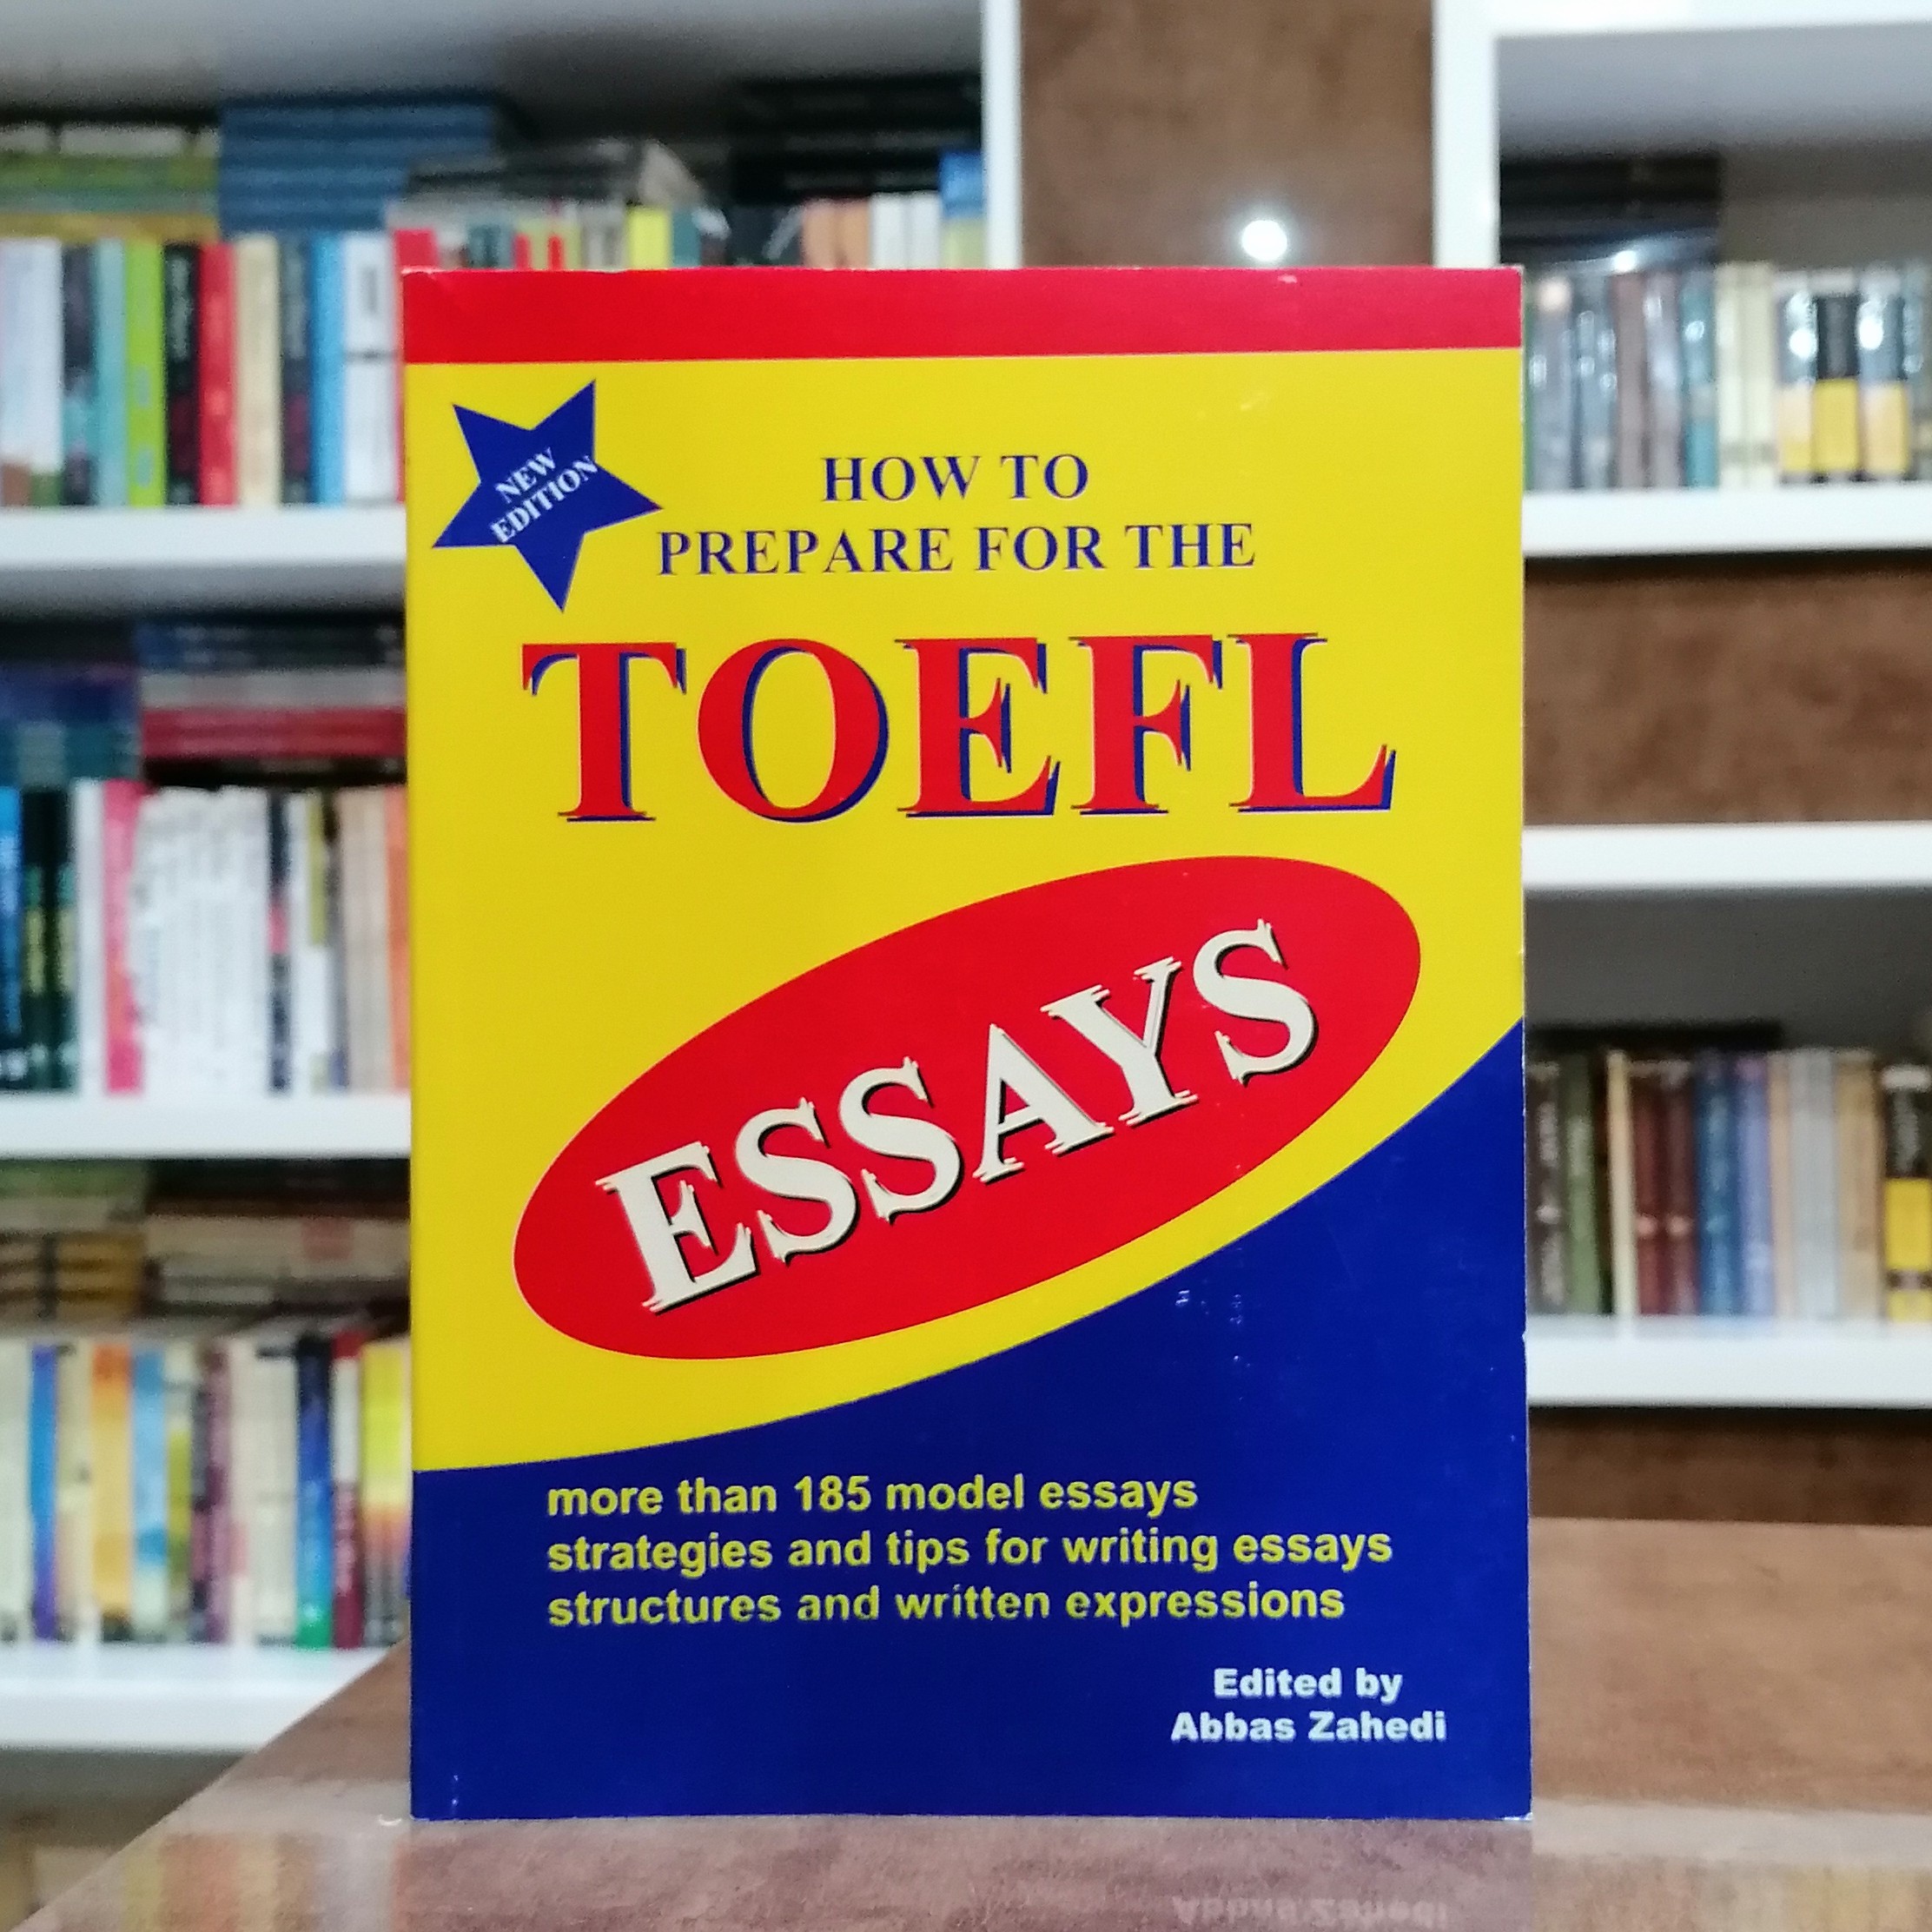 NEW
EDITION
HOW TO
PREPARE FOR THE
TOEFL
ESSAYS
more than 185 model essays
strategies and tips for writing essays
structures and written expressions
Edited by
Abbas Zahedi